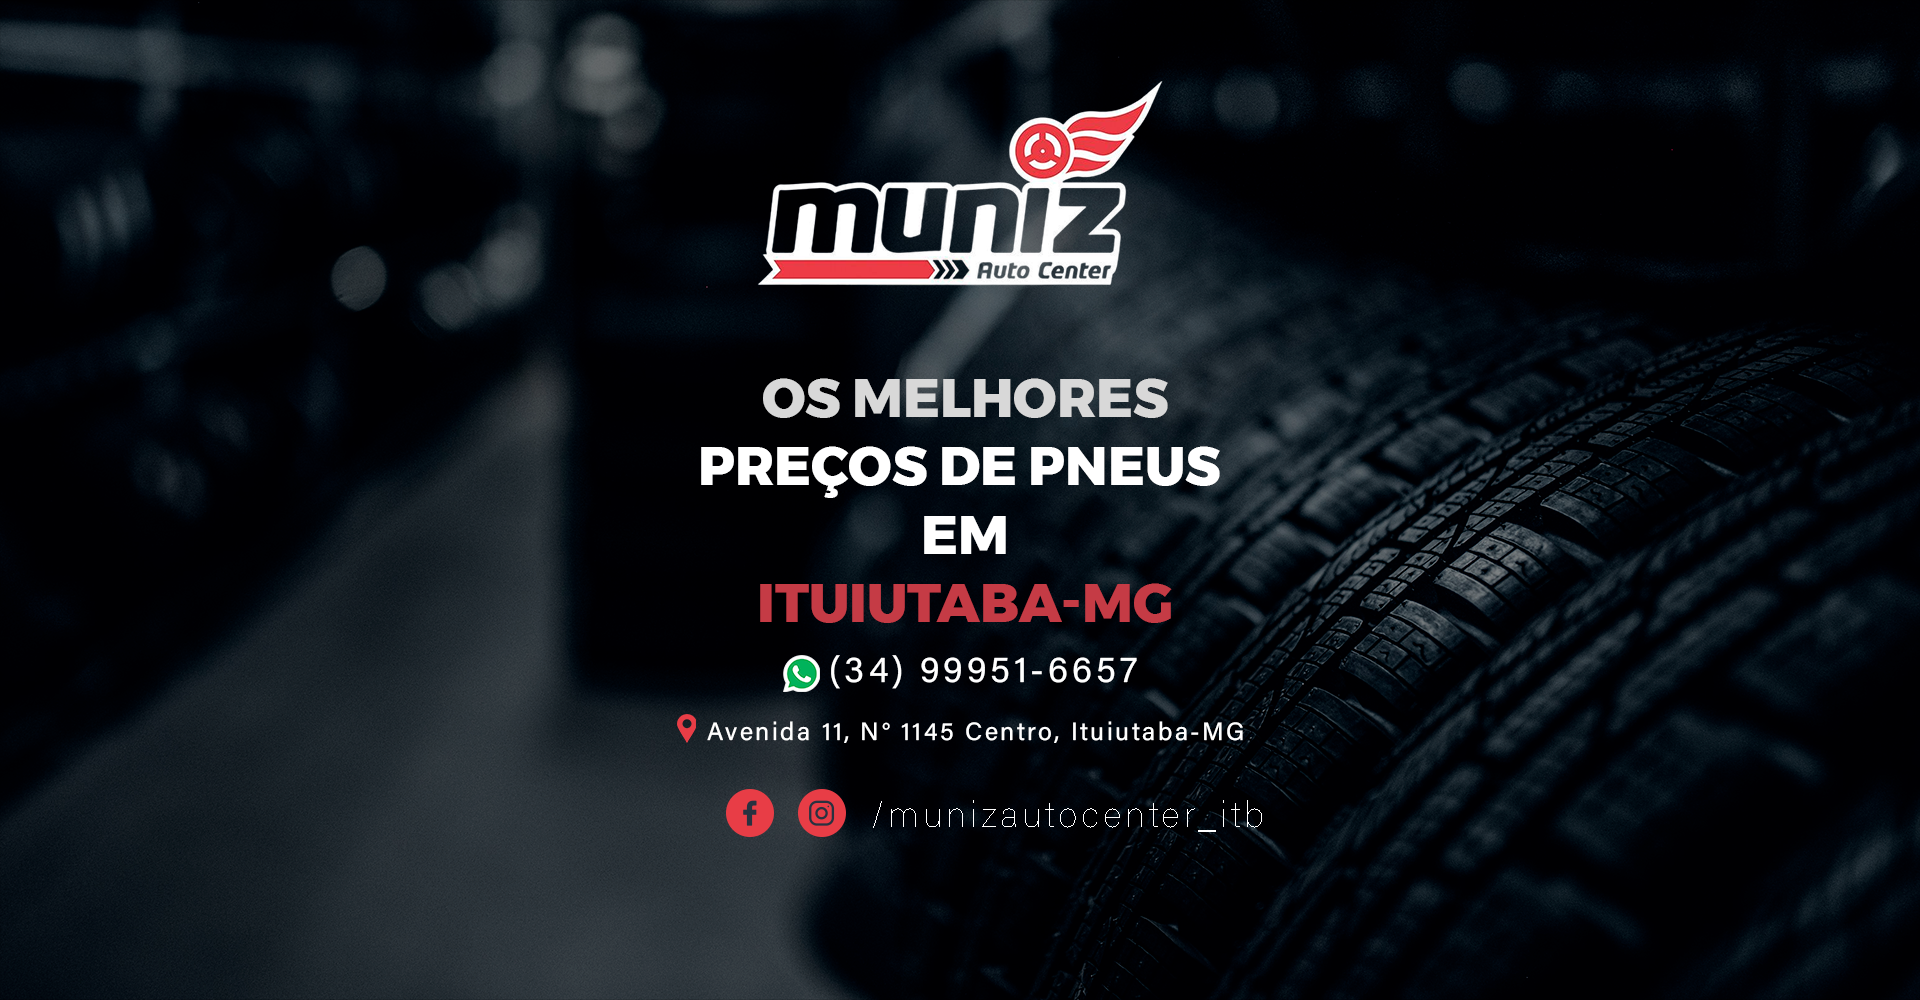 muniz
Auto Center
OS MELHORES
PREÇOS DE PNEUS
EM
ITUIUTABA-MG
(34) 99951-6657
Avenida 11, N° 1145 Centro, Ituiutaba-MG
/munizautocenter_itb